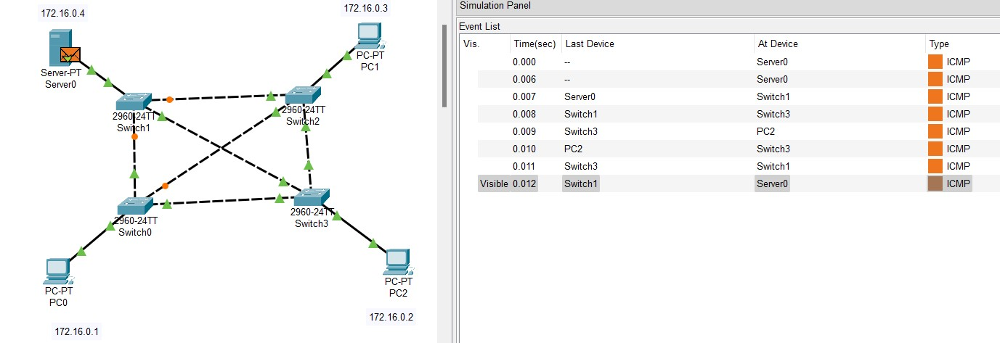 172.16.0.4
172.16.0.3
Server-PT
Server0
PC-PT
PC1
2960-24TT
Switch1
2960-24TT
Switch2
2960-24TT
Switch0
2960-24TT
Switch3
PC-PT
PC0
PC-PT
PC2
172.16.0.1
172.16.0.2
Simulation Panel
Event List
Vis. Time(sec) Last Device At Device Type
0.000 -- Server0 ICMP
0.006 -- Server0 ICMP
0.007 Server0 Switch1 ICMP
0.008 Switch1 Switch3 ICMP
0.009 Switch3 PC2 ICMP
0.010 PC2 Switch3 ICMP
0.011 Switch3 Switch1 ICMP
Visible 0.012 Switch1 Server0 ICMP